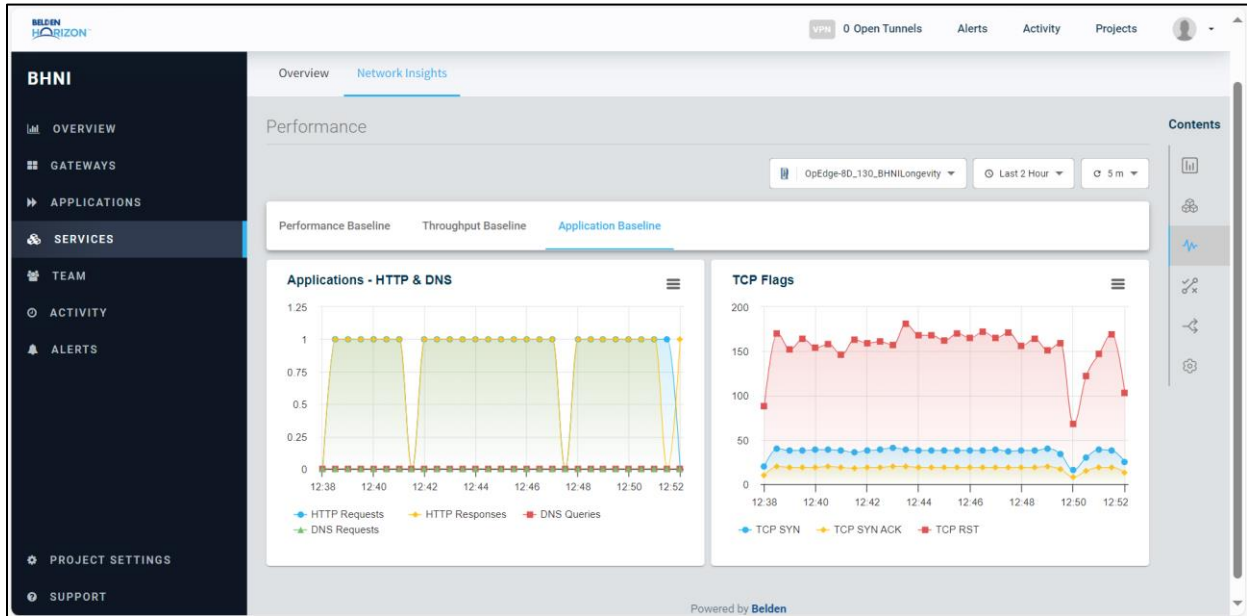 BELDEN
HORIZON
VPN 0 Open Tunnels Alerts Activity Projects
BHNI
OVERVIEW
GATEWAYS
APPLICATIONS
SERVICES
TEAM
ACTIVITY
ALERTS
PROJECT SETTINGS
SUPPORT
Overview Network Insights
Performance
OpEdge-8D_130_BHNILongevity Last 2 Hour 5 m
Performance Baseline Throughput Baseline Application Baseline
Applications - HTTP & DNS
1.25
1
0.75
0.5
0.25
0
12:38 12:40 12:42 12:44 12:46 12:48 12:50 12:52
HTTP Requests HTTP Responses DNS Queries
DNS Requests
TCP Flags
200
150
100
50
0
12:38 12:40 12:42 12:44 12:46 12:48 12:50 12:52
TCP SYN TCP SYN ACK TCP RST
Contents
Powered by Belden